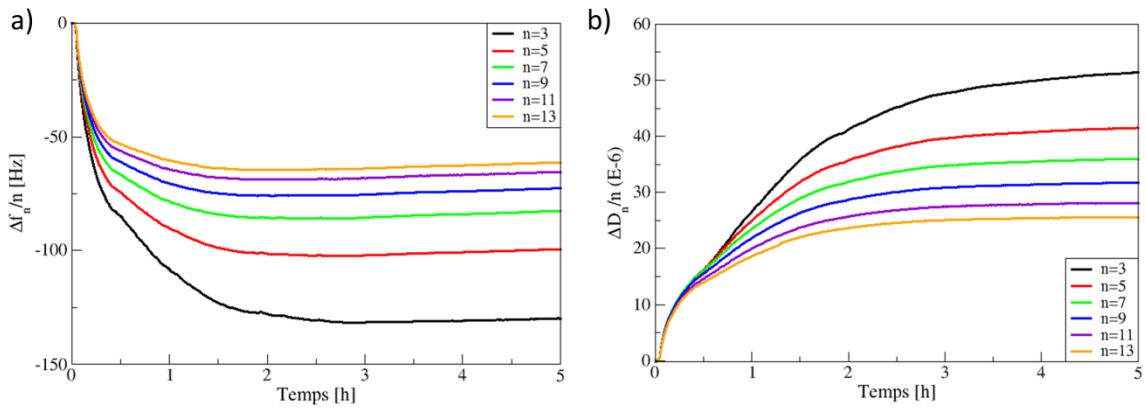 a)
Δfn/n [Hz]
0
-50
-100
-150
0 1 2 3 4 5
Temps [h]
n=3
n=5
n=7
n=9
n=11
n=13
b)
ΔDn/n (E-6)
60
50
40
30
20
10
0
0 1 2 3 4 5
Temps [h]
n=3
n=5
n=7
n=9
n=11
n=13